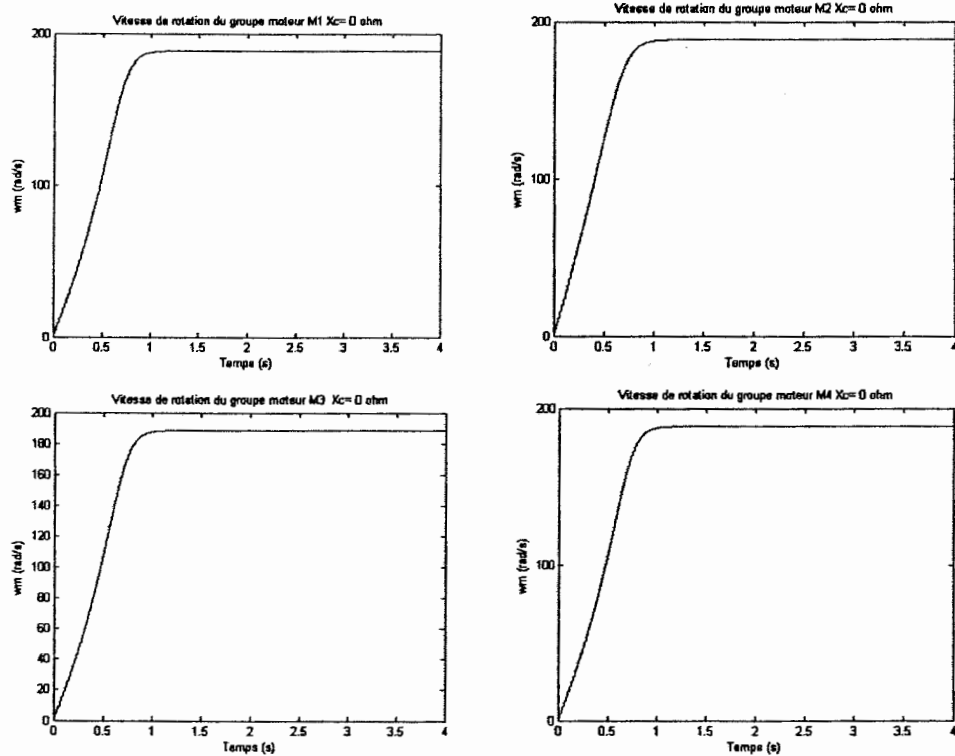 Vitesse de rotation du groupe moteur M1 Xc= 0 ohm
200
100
0
wm (rad/s)
0 0.5 1 1.5 2 2.5 3 3.5 4
Temps (s)
Vitesse de rotation du groupe moteur M2 Xc= 0 ohm
200
100
0
wm (rad/s)
0 0.5 1 1.5 2 2.5 3 3.5 4
Temps (s)
Vitesse de rotation du groupe moteur M3 Xc= 0 ohm
200
180
160
140
120
100
80
60
40
20
0
wm (rad/s)
0 0.5 1 1.5 2 2.5 3 3.5 4
Temps (s)
Vitesse de rotation du groupe moteur M4 Xc= 0 ohm
200
100
0
wm (rad/s)
0 0.5 1 1.5 2 2.5 3 3.5 4
Temps (s)